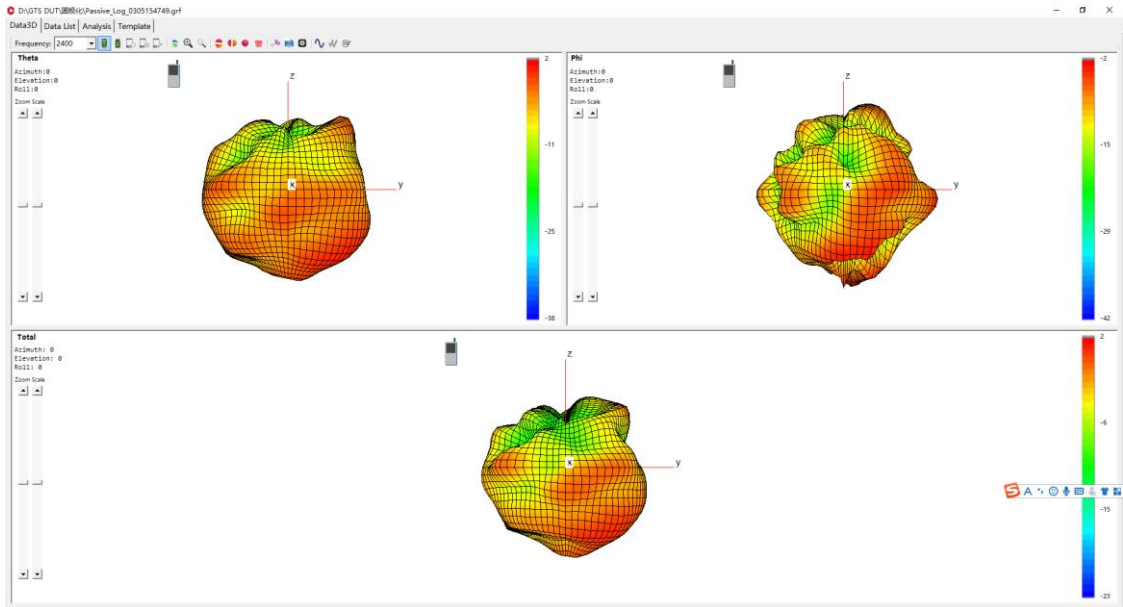 D:\GTS DUT\圆极化\Passive_Log_0305154749.grf
Data3D Data List Analysis Template
Frequency: 2400
Theta
Azimuth:0
Elevation:0
Roll:0
Zoom Scale
z
x
y
2
-11
-25
-38
Phi
Azimuth:0
Elevation:0
Roll:0
Zoom Scale
z
x
y
-2
-15
-29
-42
Total
Azimuth: 0
Elevation: 0
Roll: 0
Zoom Scale
z
x
y
2
-6
-15
-23
S A